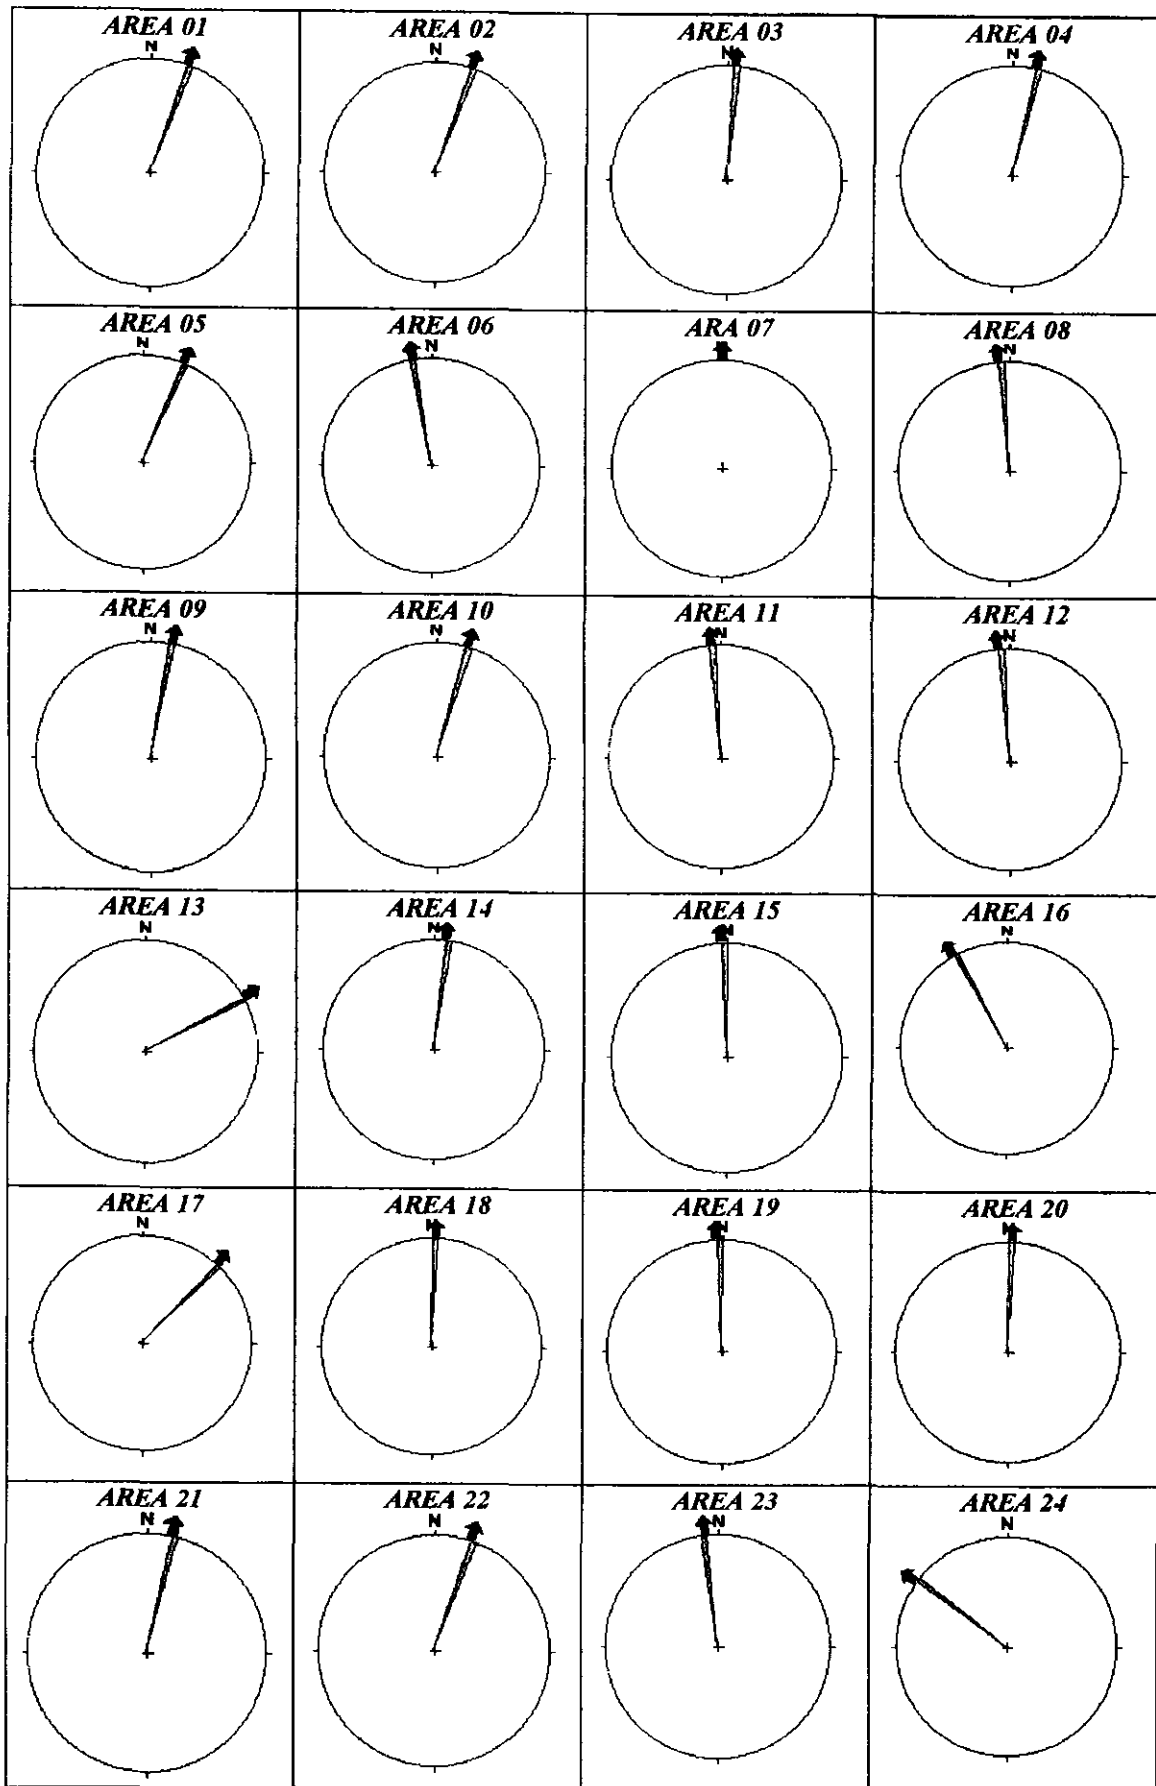 AREA 01
N
AREA 02
N
AREA 03
N
AREA 04
N
AREA 05
N
AREA 06
N
ARA 07
N
AREA 08
N
AREA 09
N
AREA 10
N
AREA 11
N
AREA 12
N
AREA 13
N
AREA 14
N
AREA 15
N
AREA 16
N
AREA 17
N
AREA 18
N
AREA 19
N
AREA 20
N
AREA 21
N
AREA 22
N
AREA 23
N
AREA 24
N